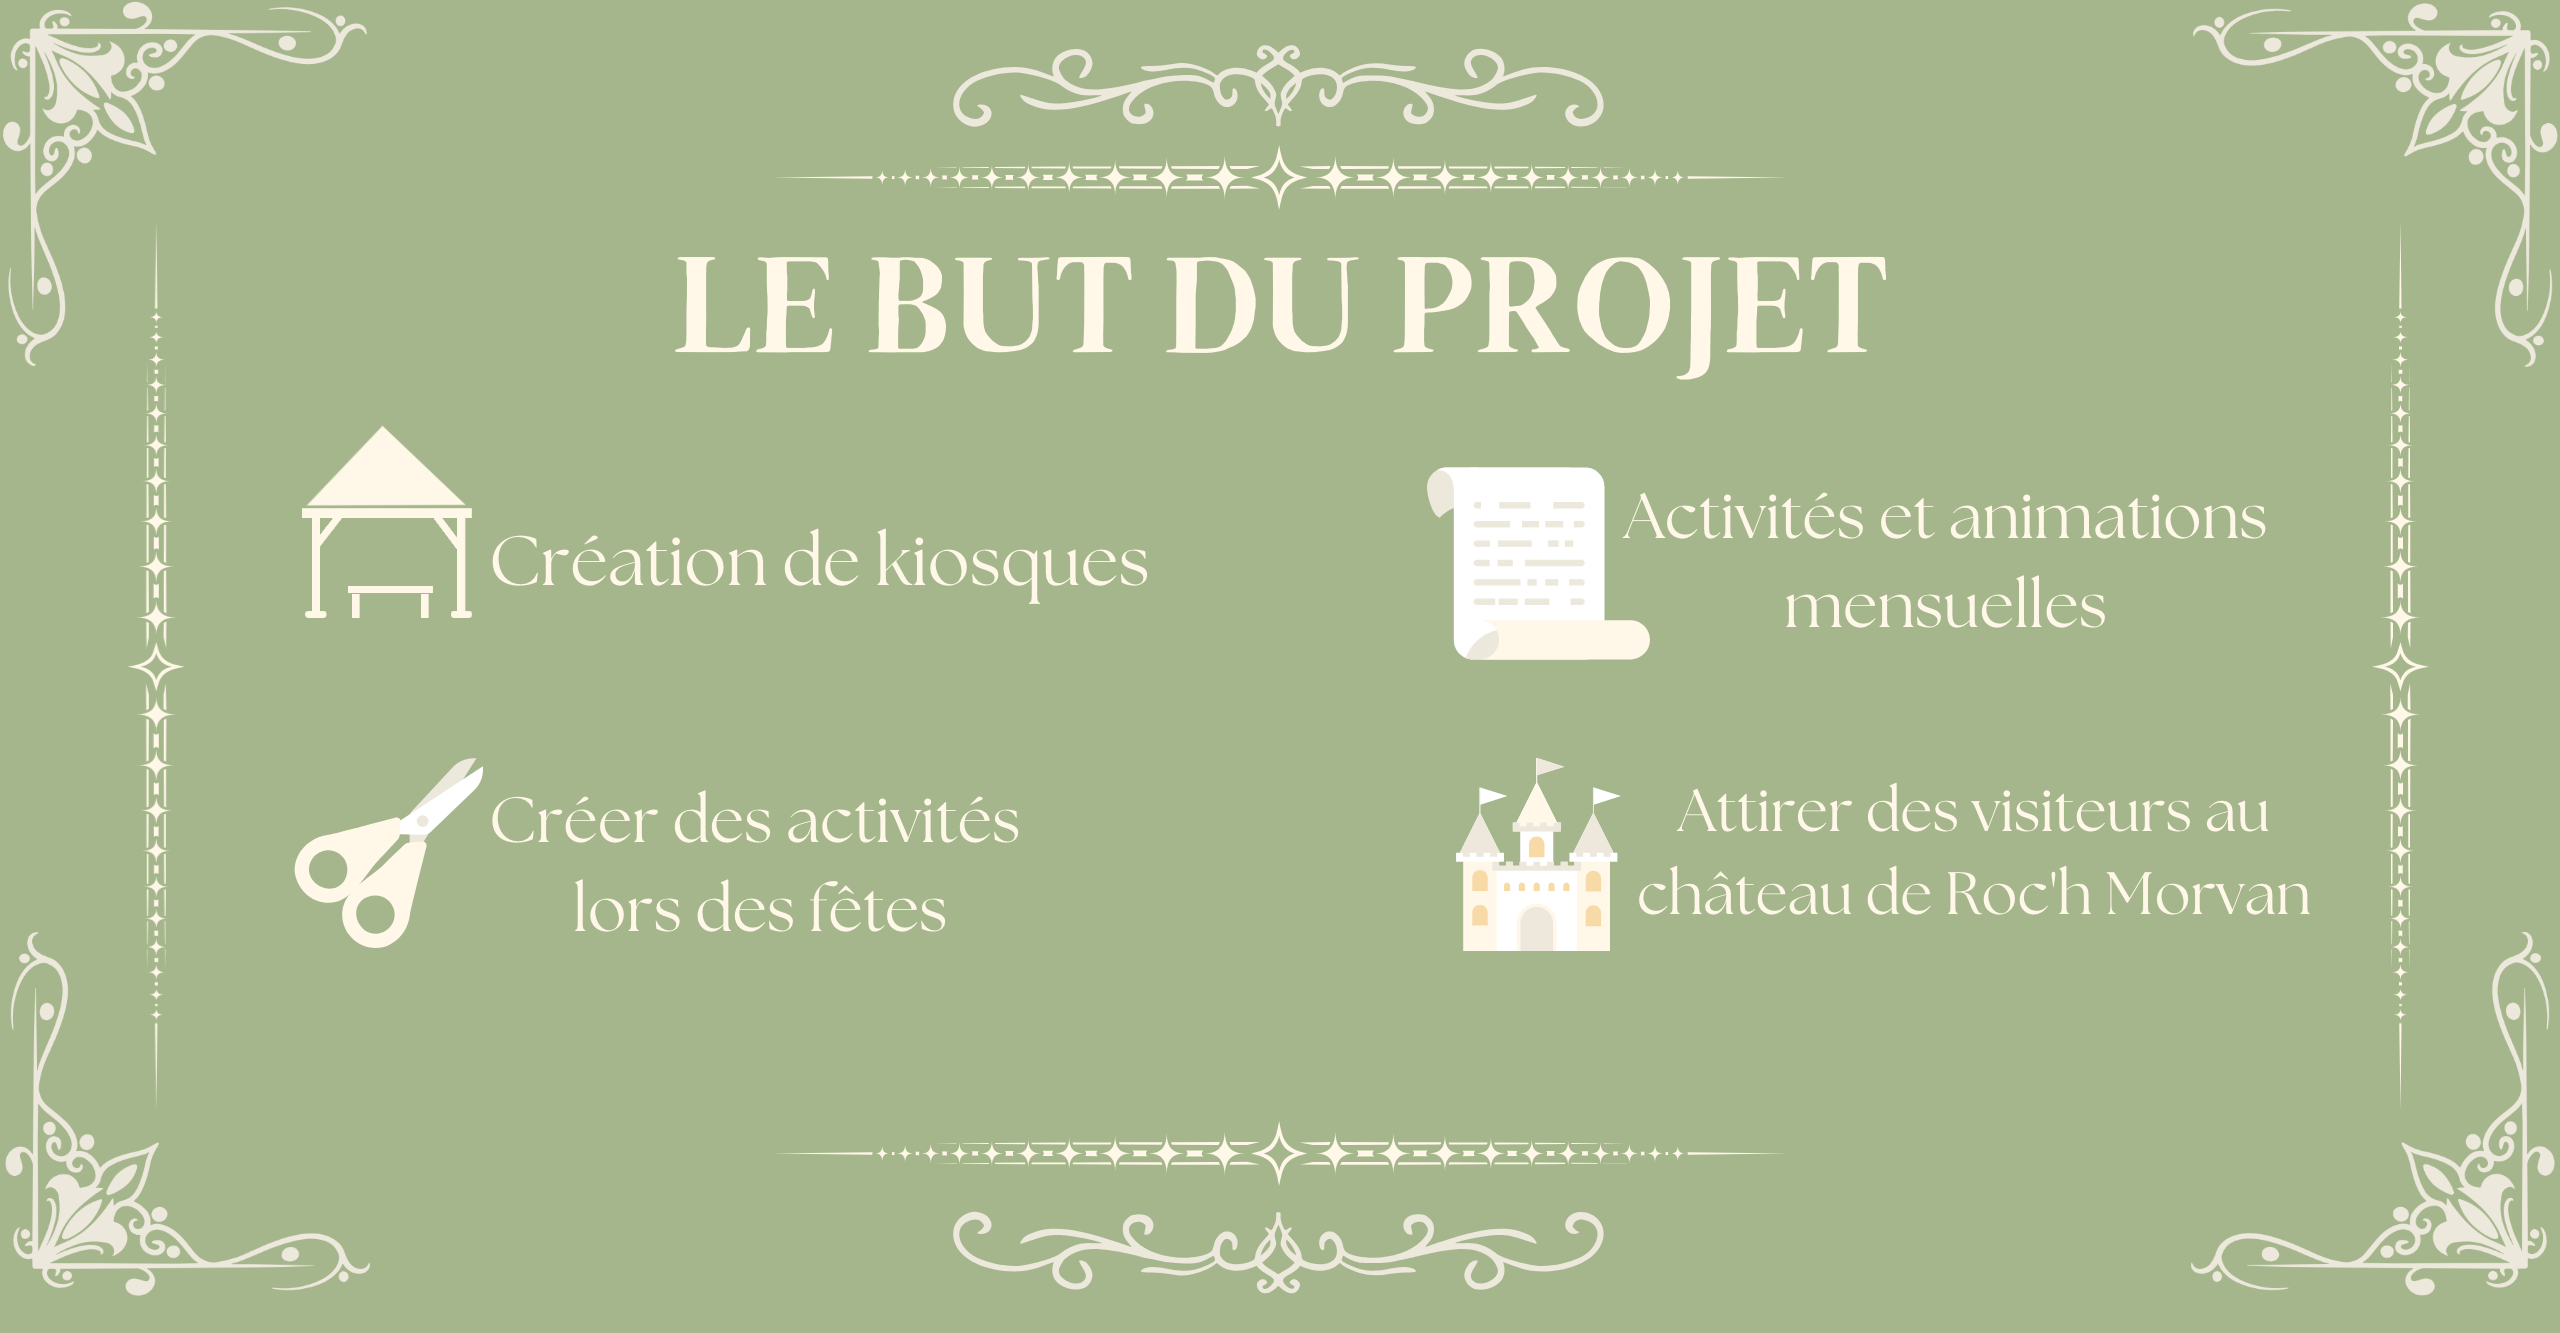 LE BUT DU PROJET
Création de kiosques
Activités et animations
mensuelles
Créer des activités
lors des fêtes
Attirer des visiteurs au
château de Roc'h Morvan